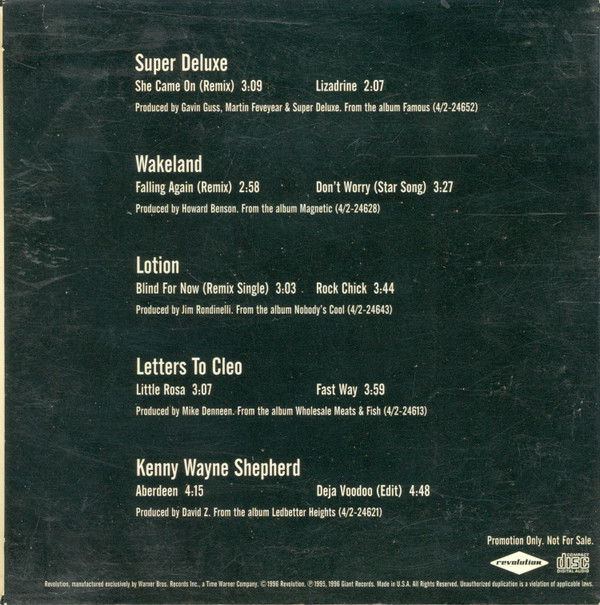 Super Deluxe
She Came On (Remix) 3:09 Lizadrine 2:07
Produced by Gavin Guss, Martin Feveyear & Super Deluxe. From the album Famous (4/2-24652)
Wakeland
Falling Again (Remix) 2:58 Don't Worry (Star Song) 3:27
Produced by Howard Benson. From the album Magnetic (4/2-24628)
Lotion
Blind For Now (Remix Single) 3:03 Rock Chick 3:44
Produced by Jim Rondinelli. From the album Nobody's Cool (4/2-24643)
Letters To Cleo
Little Rosa 3:07 Fast Way 3:59
Produced by Mike Denneen. From the album Wholesale Meats & Fish (4/2-24613)
Kenny Wayne Shepherd
Aberdeen 4:15 Deja Voodoo (Edit) 4:48
Produced by David Z. From the album Ledbetter Heights (4/2-24621)
Promotion Only. Not For Sale.
revolution COMPACT disc DIGITAL AUDIO
Revolution, manufactured exclusively by Warner Bros. Records Inc., a Time Warner Company. © 1996 Revolution. ℗ 1995, 1996 Giant Records. Made in U.S.A. All Rights Reserved. Unauthorized duplication is a violation of applicable laws.